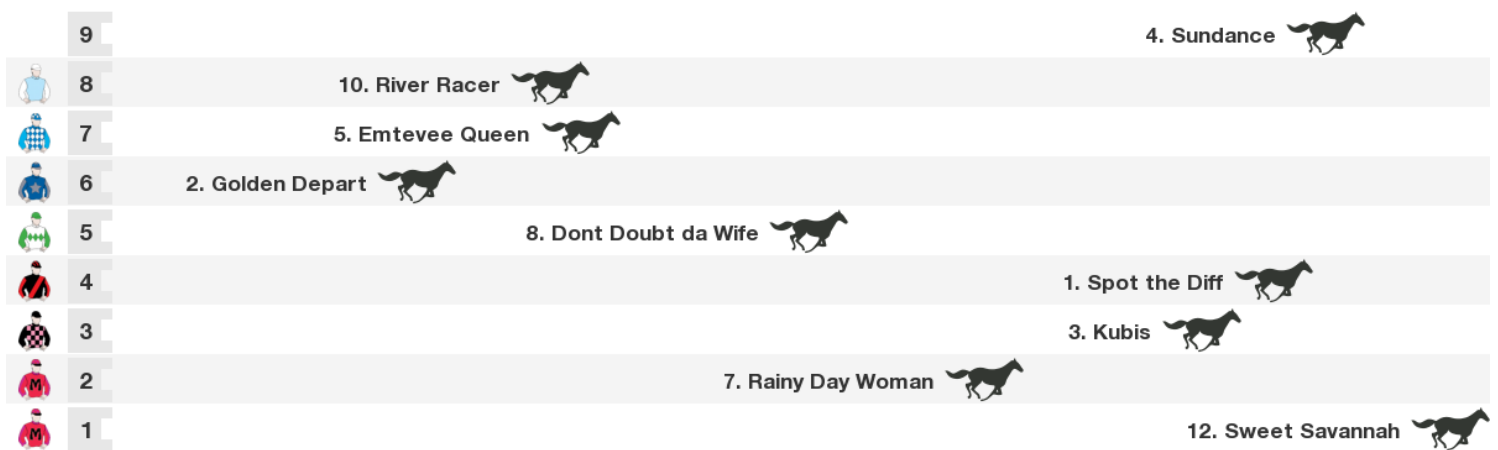 9 4. Sundance
8 10. River Racer
7 5. Emtevee Queen
6 2. Golden Depart
5 8. Dont Doubt da Wife
4 1. Spot the Diff
3 3. Kubis
M 2 7. Rainy Day Woman
M 1 12. Sweet Savannah